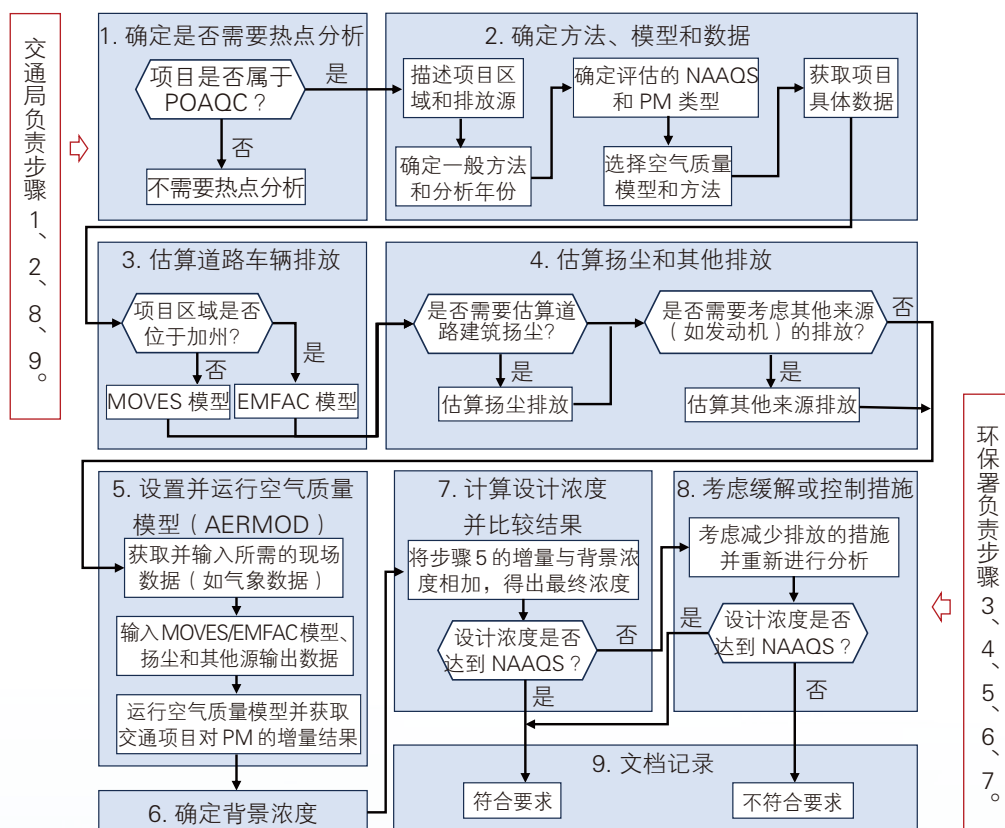 交通局负责步骤1、2、8、9。
1. 确定是否需要热点分析
项目是否属于
POAQC？
是
否
不需要热点分析
2. 确定方法、模型和数据
描述项目区
域和排放源
确定一般方法
和分析年份
确定评估的 NAAQS
和 PM 类型
选择空气质量
模型和方法
获取项目
具体数据
3. 估算道路车辆排放
项目区域是否
位于加州?
否
是
MOVES 模型
EMFAC 模型
4. 估算扬尘和其他排放
是否需要估算道
路建筑扬尘?
是
估算扬尘排放
是否需要考虑其他来源
（如发动机）的排放?
否
是
估算其他来源排放
5. 设置并运行空气质量
模型（AERMOD）
获取并输入所需的现场
数据（如气象数据）
输入MOVES/EMFAC模型、
扬尘和其他源输出数据
运行空气质量模型并获取
交通项目对 PM 的增量结果
6. 确定背景浓度
7. 计算设计浓度
并比较结果
将步骤 5 的增量与背景浓
度相加，得出最终浓度
设计浓度是否
达到 NAAQS？
否
是
8. 考虑缓解或控制措施
考虑减少排放的措施
并重新进行分析
设计浓度是否
达到 NAAQS？
是
否
9. 文档记录
符合要求
不符合要求
环保署负责步骤3、4、5、6、7。